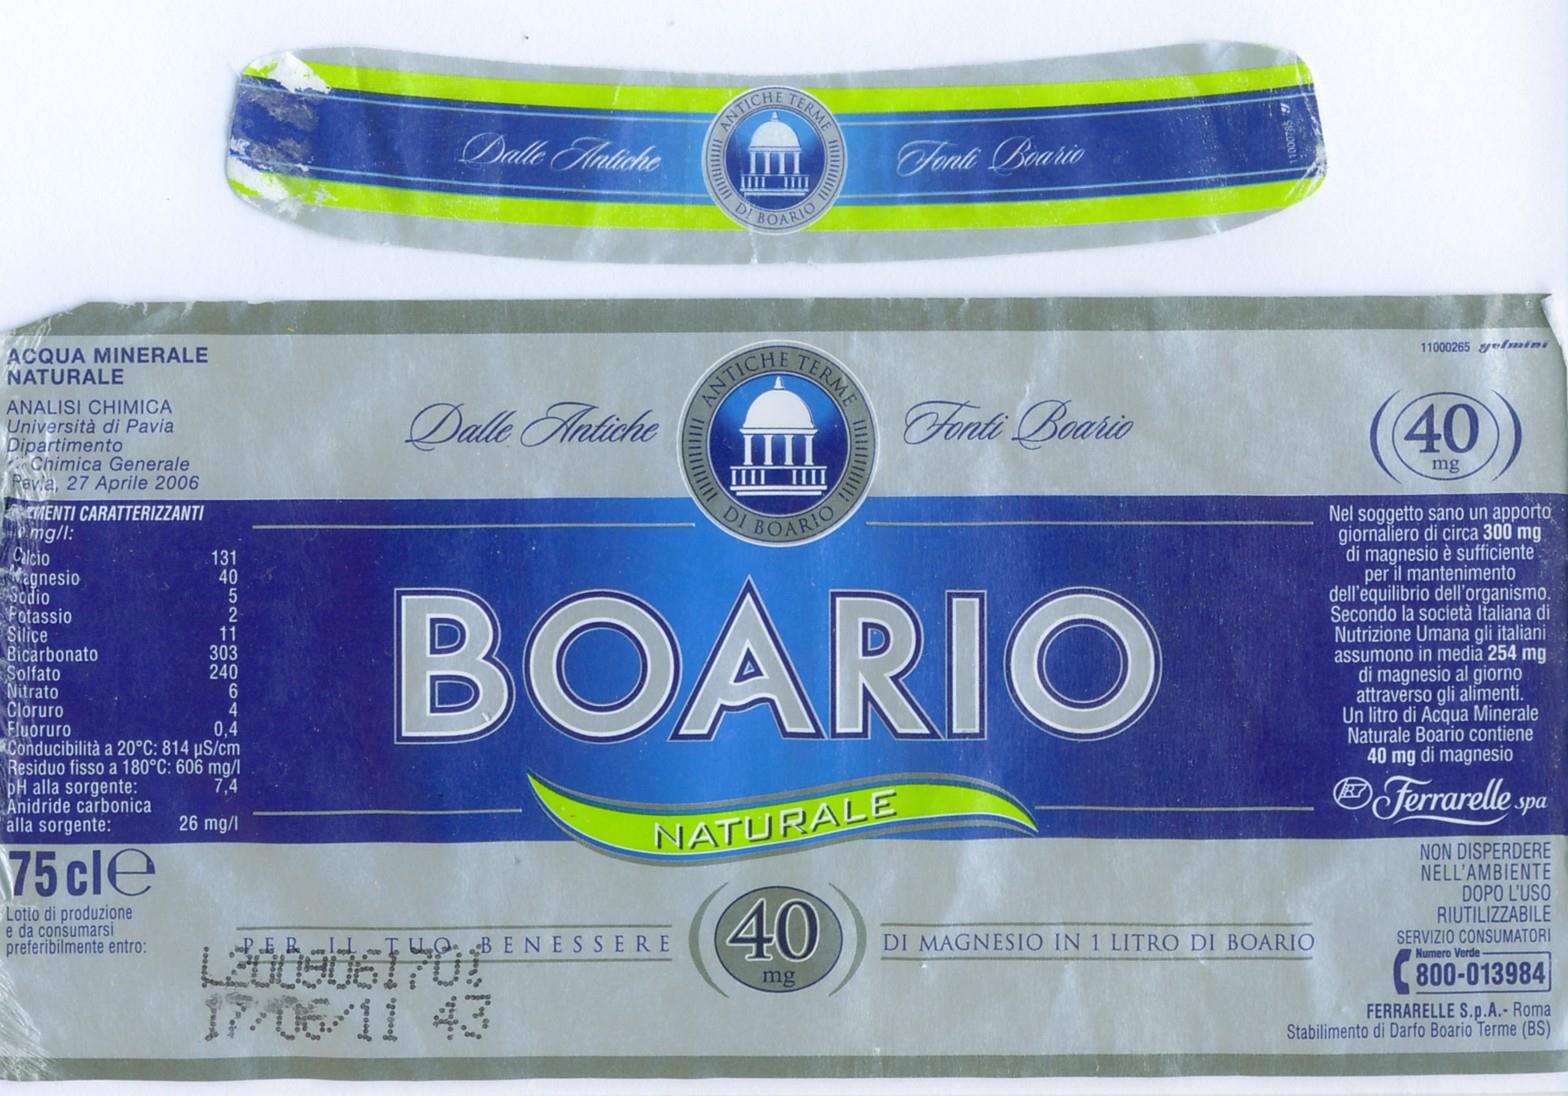 Dalle Antiche
ANTICHE TERME
DI BOARIO
Fonti Boario
ACQUA MINERALE
NATURALE
ANALISI CHIMICA
Università di Pavia
Dipartimento
Chimica Generale
Pavia, 27 Aprile 2006
MENTI CARATTERIZZANTI
mg/l:
131
Magnesio 40
Sodio 5
Potassio 2
Silice 11
Bicarbonato 303
Solfato 240
Nitrato 6
Cloruro 4
Fluoruro 0,4
Conducibilità a 20°C: 814 µS/cm
Residuo fisso a 180°C: 606 mg/l
pH alla sorgente: 7,4
Anidride carbonica
alla sorgente: 26 mg/l
75 cl e
Lotto di produzione
e da consumarsi
preferibilmente entro:
17/06/11 43
Dalle Antiche
ANTICHE TERME
DI BOARIO
Fonti Boario
BOARIO
NATURALE
PER IL TUO BENESSERE
40
mg
DI MAGNESIO IN 1 LITRO DI BOARIO
11000265 gelmini
40
mg
Nel soggetto sano un apporto
giornaliero di circa 300 mg
di magnesio è sufficiente
per il mantenimento
dell'equilibrio dell'organismo.
Secondo la società Italiana di
Nutrizione Umana gli italiani
assumono in media 254 mg
di magnesio al giorno
attraverso gli alimenti.
Un litro di Acqua Minerale
Naturale Boario contiene
40 mg di magnesio
Ferrarelle spa
NON DISPERDERE
NELL'AMBIENTE
DOPO L'USO
RIUTILIZZABILE
SERVIZIO CONSUMATORI
Numero Verde
800-013984
FERRARELLE S.p.A.- Roma
Stabilimento di Darfo Boario Terme (BS)